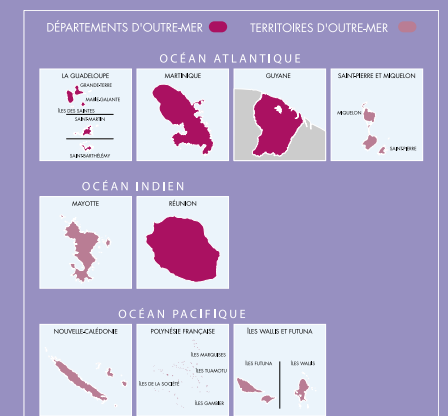 DÉPARTEMENTS D'OUTRE-MER TERRITOIRES D'OUTRE-MER
OCÉAN ATLANTIQUE
LA GUADELOUPE
GRANDE-TERRE
MARIE-GALANTE
ÎLES DES SAINTES
SAINT-MARTIN
SAINT-BARTHÉLÉMY
MARTINIQUE
GUYANE
SAINT-PIERRE ET MIQUELON
MIQUELON
SAINT-PIERRE
OCÉAN INDIEN
MAYOTTE
RÉUNION
OCÉAN PACIFIQUE
NOUVELLE-CALÉDONIE
POLYNÉSIE FRANÇAISE
ÎLES MARQUISES
ÎLES TUAMOTU
ÎLES DE LA SOCIÉTÉ
ÎLES GAMBIER
ÎLES WALLIS ET FUTUNA
ÎLES FUTUNA
ÎLES WALLIS